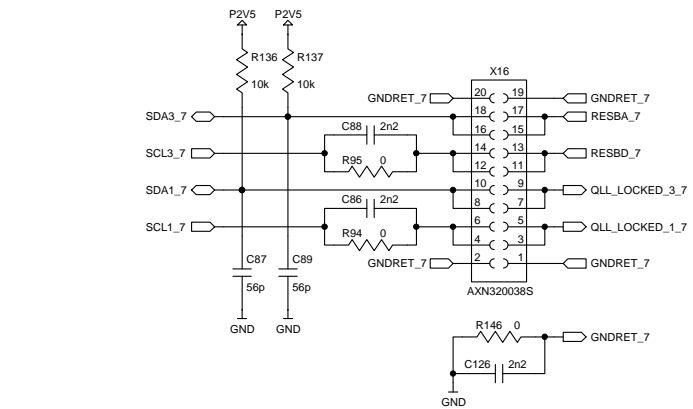 P2V5 P2V5
R136 R137
10k 10k
X16
GNDRET_7 20 19 GNDRET_7
SDA3_7 18 17 RESBA_7
C88 2n2 16 15
SCL3_7 14 13 RESBD_7
R95 0 12 11
SDA1_7 10 9 QLL_LOCKED_3_7
C86 2n2 8 7
SCL1_7 6 5 QLL_LOCKED_1_7
R94 0 4 3
C87 C89 GNDRET_7 2 1 GNDRET_7
56p 56p AXN320038S
GND GND
R146 0 GNDRET_7
C126 2n2
GND